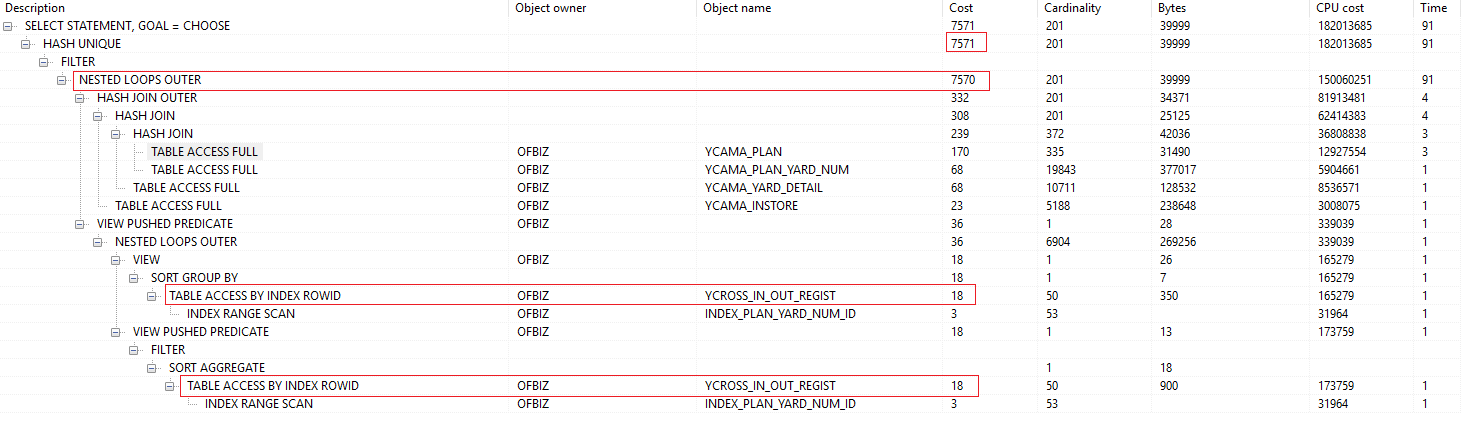 Description Object owner Object name Cost Cardinality Bytes CPU cost Time
SELECT STATEMENT, GOAL = CHOOSE 7571 201 39999 182013685 91
HASH UNIQUE 7571 201 39999 182013685 91
FILTER
NESTED LOOPS OUTER 7570 201 39999 150060251 91
HASH JOIN OUTER 332 201 34371 81913481 4
HASH JOIN 308 201 25125 62414383 4
HASH JOIN 239 372 42036 36808838 3
TABLE ACCESS FULL OFBIZ YCAMA_PLAN 170 335 31490 12927554 3
TABLE ACCESS FULL OFBIZ YCAMA_PLAN_YARD_NUM 68 19843 377017 5904661 1
TABLE ACCESS FULL OFBIZ YCAMA_YARD_DETAIL 68 10711 128532 8536571 1
TABLE ACCESS FULL OFBIZ YCAMA_INSTORE 23 5188 238648 3008075 1
VIEW PUSHED PREDICATE OFBIZ 36 1 28 339039 1
NESTED LOOPS OUTER 36 6904 269256 339039 1
VIEW OFBIZ 18 1 26 165279 1
SORT GROUP BY 18 1 7 165279 1
TABLE ACCESS BY INDEX ROWID OFBIZ YCROSS_IN_OUT_REGIST 18 50 350 165279 1
INDEX RANGE SCAN OFBIZ INDEX_PLAN_YARD_NUM_ID 3 53 31964 1
VIEW PUSHED PREDICATE OFBIZ 18 1 13 173759 1
FILTER
SORT AGGREGATE 1 18
TABLE ACCESS BY INDEX ROWID OFBIZ YCROSS_IN_OUT_REGIST 18 50 900 173759 1
INDEX RANGE SCAN OFBIZ INDEX_PLAN_YARD_NUM_ID 3 53 31964 1